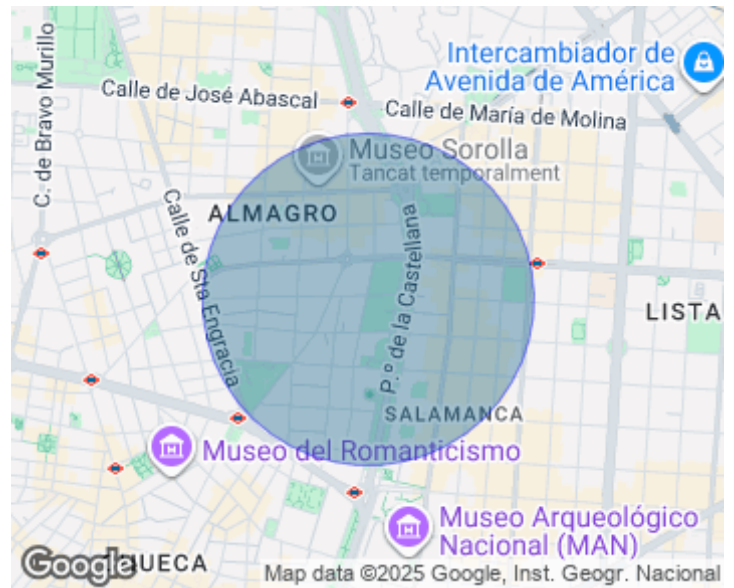 Intercambiador de
Avenida de América
Calle de José Abascal
Calle de María de Molina
C. de Bravo Murillo
Museo Sorolla
Tancat temporalment
ALMAGRO
Calle de Sta Engracia
P.º de la Castellana
LISTA
SALAMANCA
Museo del Romanticismo
Museo Arqueológico
Nacional (MAN)
Google
Map data ©2025 Google, Inst. Geogr. Nacional